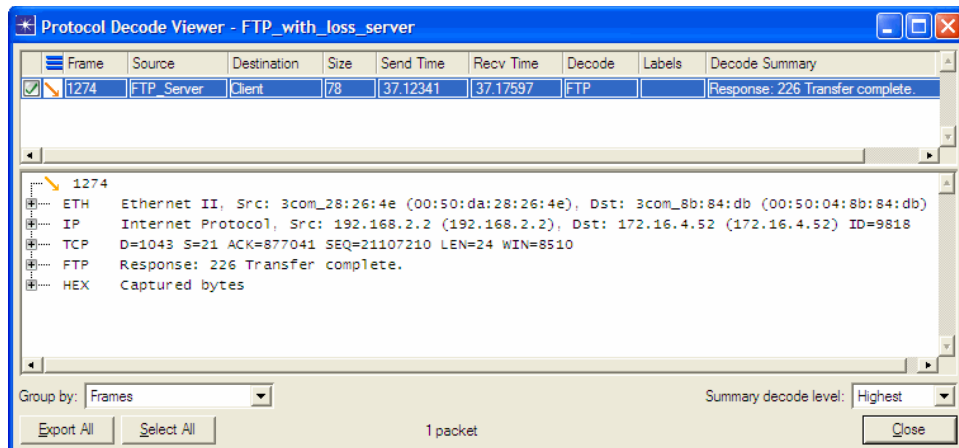 Protocol Decode Viewer - FTP_with_loss_server
Frame Source Destination Size Send Time Recv Time Decode Labels Decode Summary
1274 FTP_Server Client 78 37.12341 37.17597 FTP Response: 226 Transfer complete.
1274
ETH Ethernet II, Src: 3com_28:26:4e (00:50:da:28:26:4e), Dst: 3com_8b:84:db (00:50:04:8b:84:db)
IP Internet Protocol, Src: 192.168.2.2 (192.168.2.2), Dst: 172.16.4.52 (172.16.4.52) ID=9818
TCP D=1043 S=21 ACK=877041 SEQ=21107210 LEN=24 WIN=8510
FTP Response: 226 Transfer complete.
HEX Captured bytes
Group by: Frames Summary decode level: Highest
Export All Select All 1 packet Close